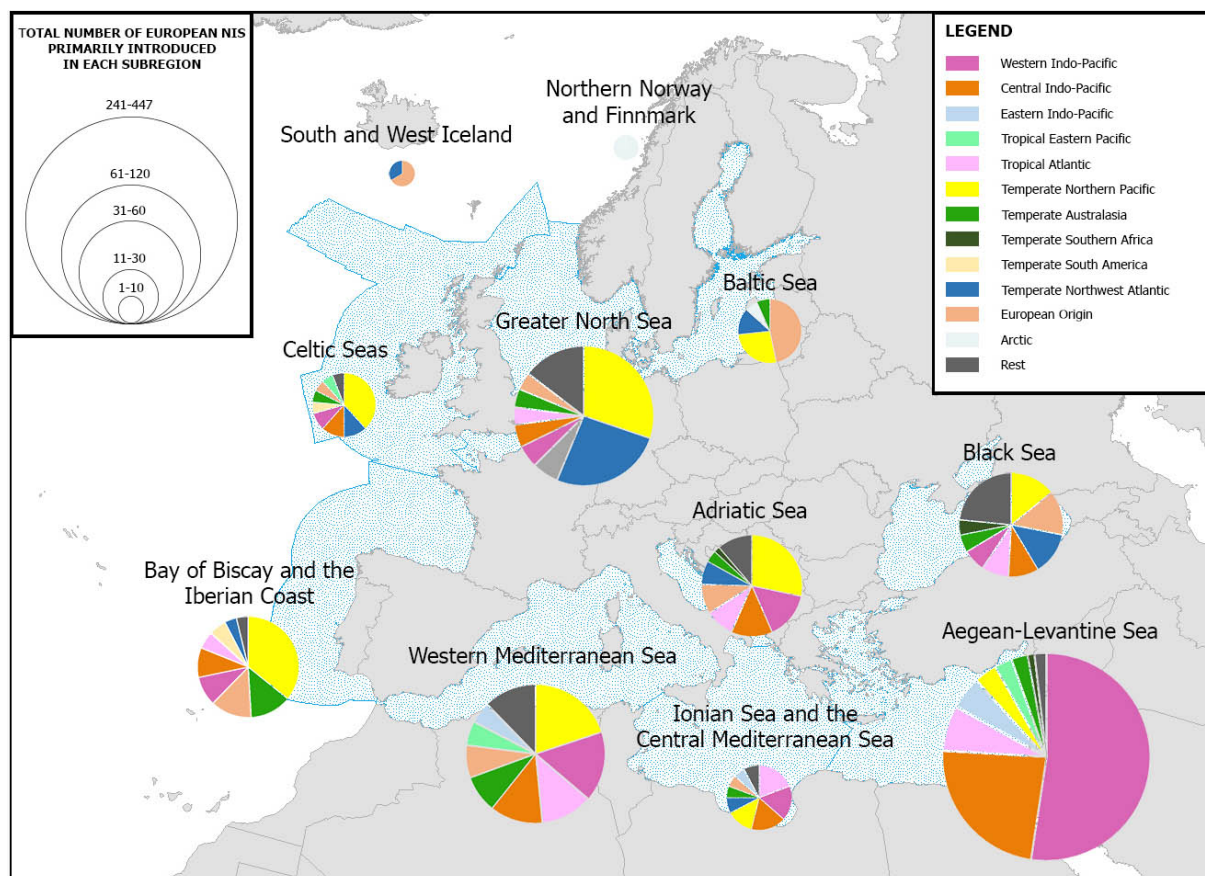 TOTAL NUMBER OF EUROPEAN NIS
PRIMARILY INTRODUCED
IN EACH SUBREGION
241-447
61-120
31-60
11-30
1-10
LEGEND
Western Indo-Pacific
Central Indo-Pacific
Eastern Indo-Pacific
Tropical Eastern Pacific
Tropical Atlantic
Temperate Northern Pacific
Temperate Australasia
Temperate Southern Africa
Temperate South America
Temperate Northwest Atlantic
European Origin
Arctic
Rest
Northern Norway
and Finnmark
South and West Iceland
Baltic Sea
Greater North Sea
Celtic Seas
Black Sea
Adriatic Sea
Bay of Biscay and the
Iberian Coast
Aegean-Levantine Sea
Western Mediterranean Sea
Ionian Sea and the
Central Mediterranean Sea